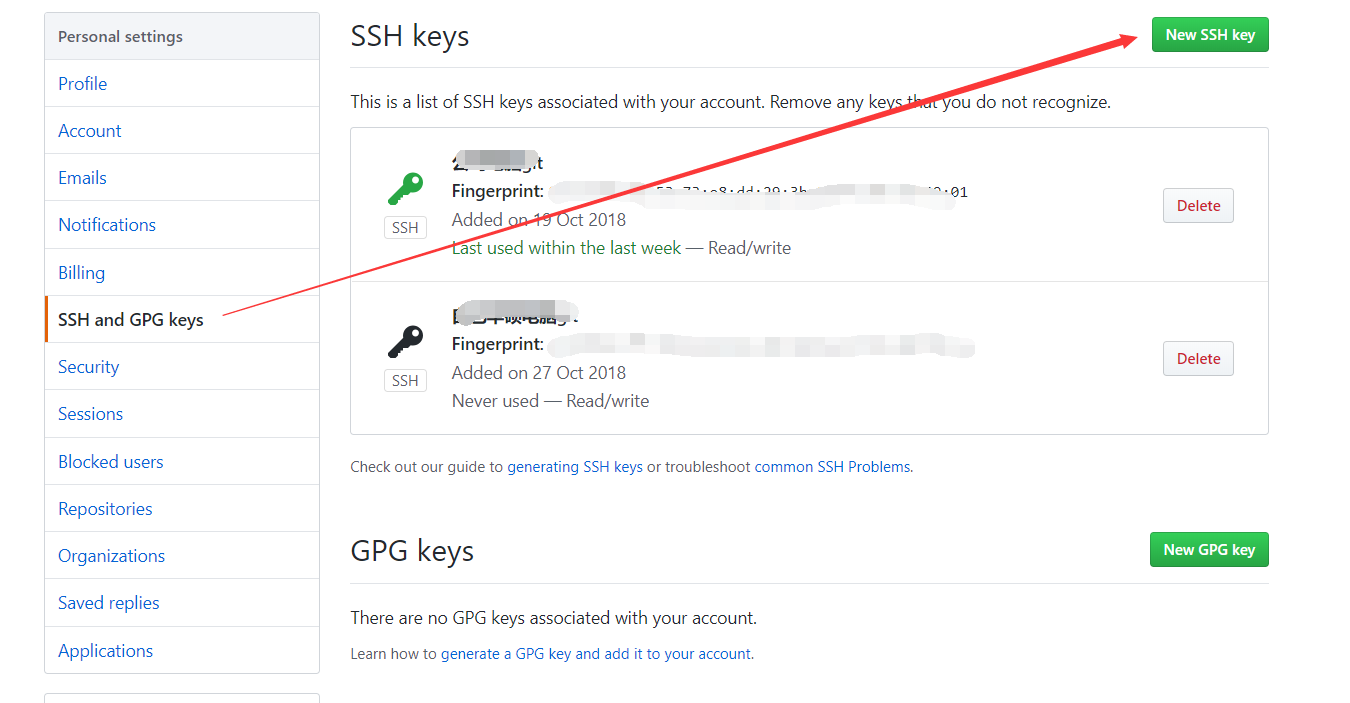 Personal settings
Profile
Account
Emails
Notifications
Billing
SSH and GPG keys
Security
Sessions
Blocked users
Repositories
Organizations
Saved replies
Applications
SSH keys
New SSH key
This is a list of SSH keys associated with your account. Remove any keys that you do not recognize.
Fingerprint:
SSH
Added on 19 Oct 2018
Last used within the last week — Read/write
Delete
Fingerprint:
SSH
Added on 27 Oct 2018
Never used — Read/write
Delete
Check out our guide to generating SSH keys or troubleshoot common SSH Problems.
GPG keys
New GPG key
There are no GPG keys associated with your account.
Learn how to generate a GPG key and add it to your account.